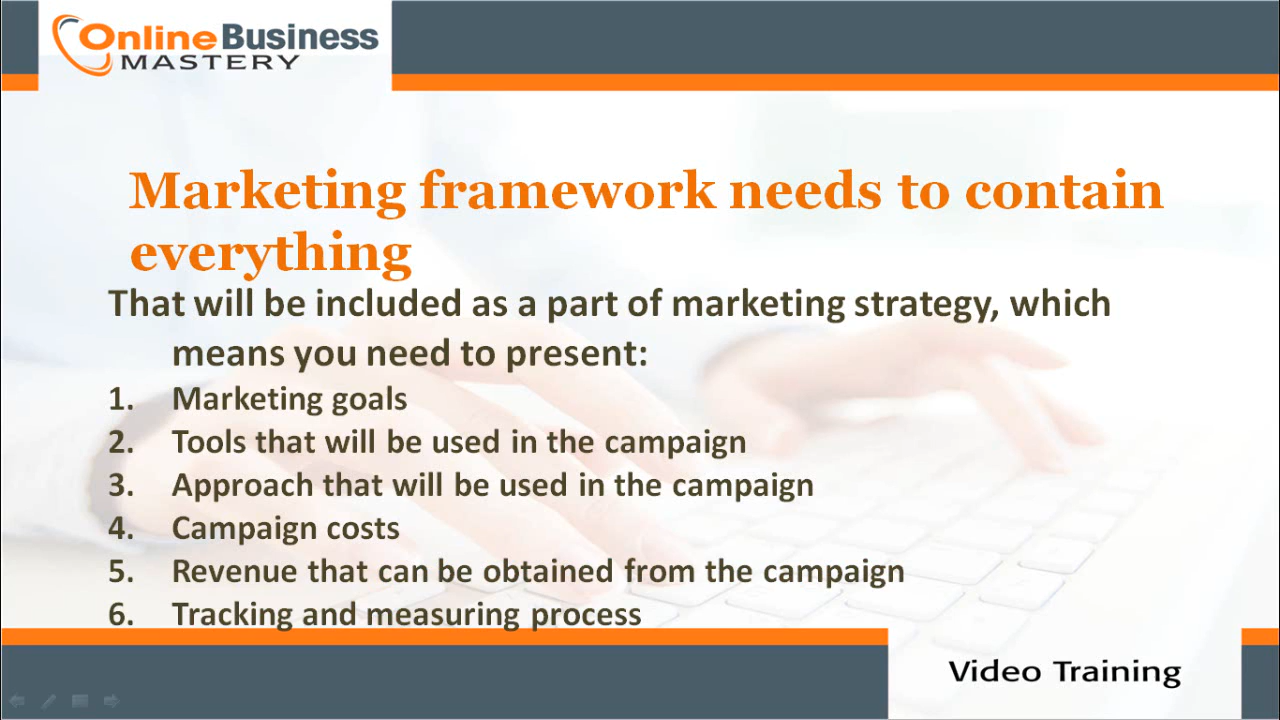 Online Business
MASTERY
Marketing framework needs to contain
everything
That will be included as a part of marketing strategy, which
means you need to present:
1. Marketing goals
2. Tools that will be used in the campaign
3. Approach that will be used in the campaign
4. Campaign costs
5. Revenue that can be obtained from the campaign
6. Tracking and measuring process
Video Training